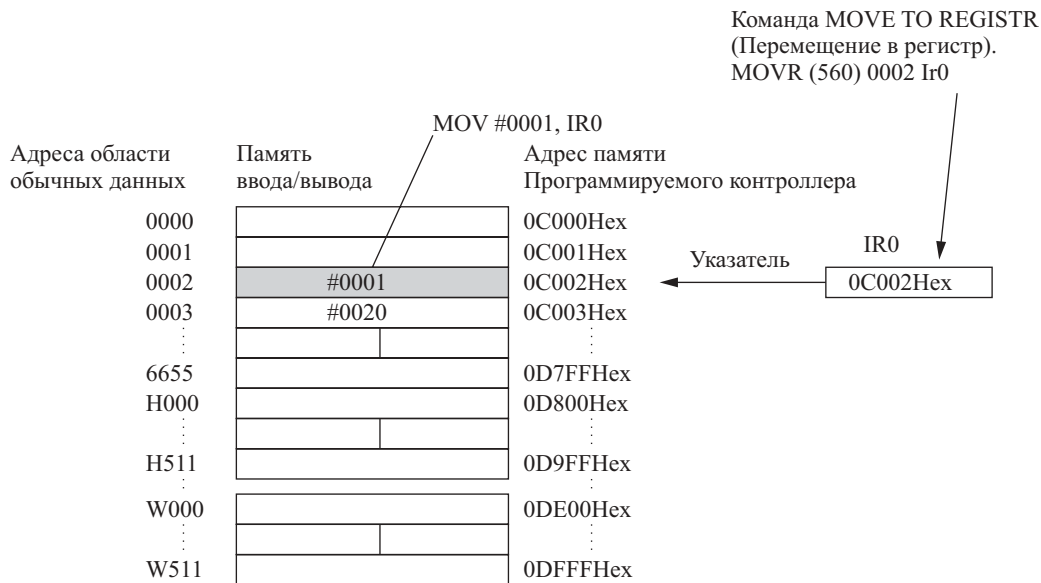 Команда MOVE TO REGISTR
(Перемещение в регистр).
MOVR (560) 0002 Ir0
MOV #0001, IR0
Адреса области
обычных данных
Память
ввода/вывода
Адрес памяти
Программируемого контроллера
0000 0C000Hex
0001 0C001Hex
IR0
Указатель
0002 #0001 0C002Hex 0C002Hex
0003 #0020 0C003Hex
6655 0D7FFHex
H000 0D800Hex
H511 0D9FFHex
W000 0DE00Hex
W511 0DFFFHex